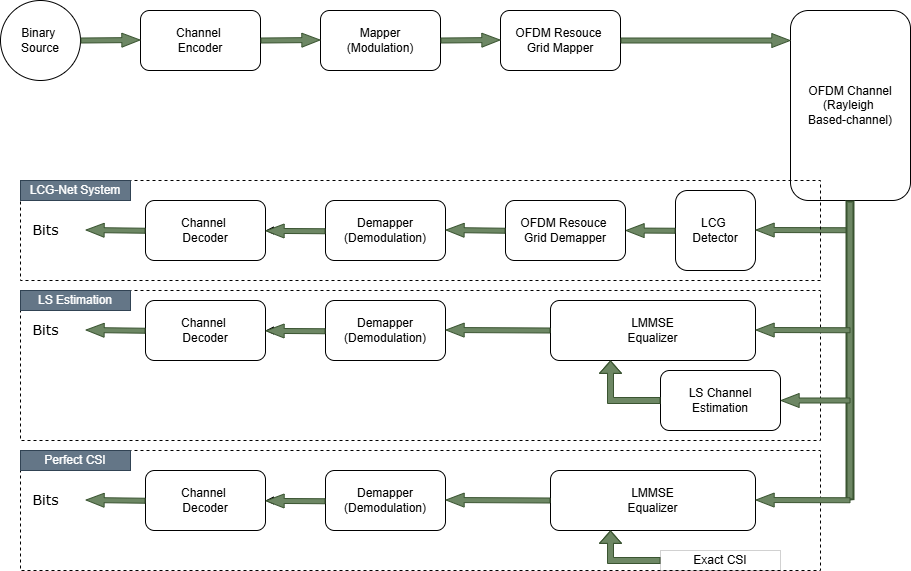 Binary
Source
Channel
Encoder
Mapper
(Modulation)
OFDM Resouce
Grid Mapper
OFDM Channel
(Rayleigh
Based-channel)
LCG-Net System
Bits
Channel
Decoder
Demapper
(Demodulation)
OFDM Resouce
Grid Demapper
LCG
Detector
LS Estimation
Bits
Channel
Decoder
Demapper
(Demodulation)
LMMSE
Equalizer
LS Channel
Estimation
Perfect CSI
Bits
Channel
Decoder
Demapper
(Demodulation)
LMMSE
Equalizer
Exact CSI